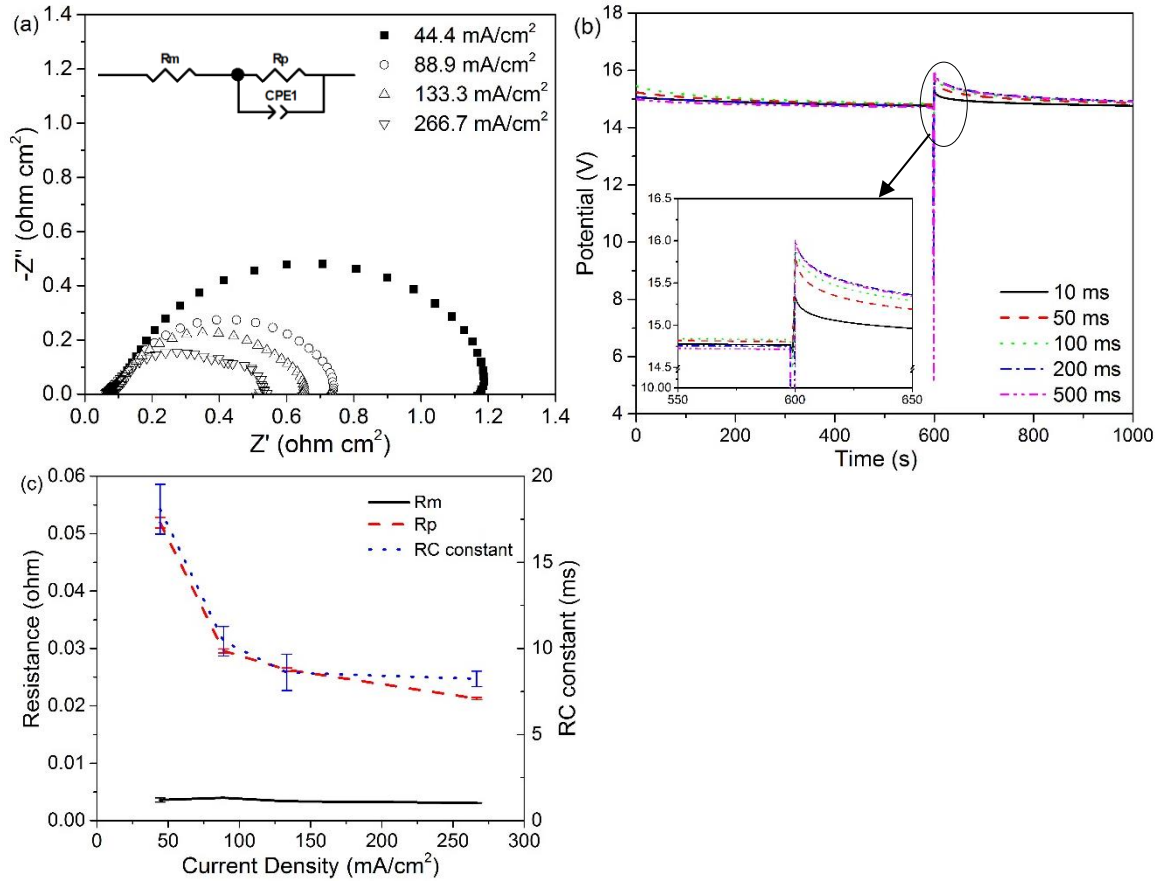 (a)
1.4
1.2
1.0
0.8
0.6
0.4
0.2
0.0
-Z" (ohm cm²)
Rm
Rp
CPE1
44.4 mA/cm²
88.9 mA/cm²
133.3 mA/cm²
266.7 mA/cm²
0.0 0.2 0.4 0.6 0.8 1.0 1.2 1.4
Z' (ohm cm²)
(b)
18
16
14
12
10
8
6
4
Potential (V)
16.5
16.0
15.5
15.0
14.5
10.00
550 600 650
10 ms
50 ms
100 ms
200 ms
500 ms
0 200 400 600 800 1000
Time (s)
(c)
0.06
0.05
0.04
0.03
0.02
0.01
0.00
Resistance (ohm)
Rm
Rp
RC constant
20
15
10
5
0
RC constant (ms)
0 50 100 150 200 250 300
Current Density (mA/cm²)